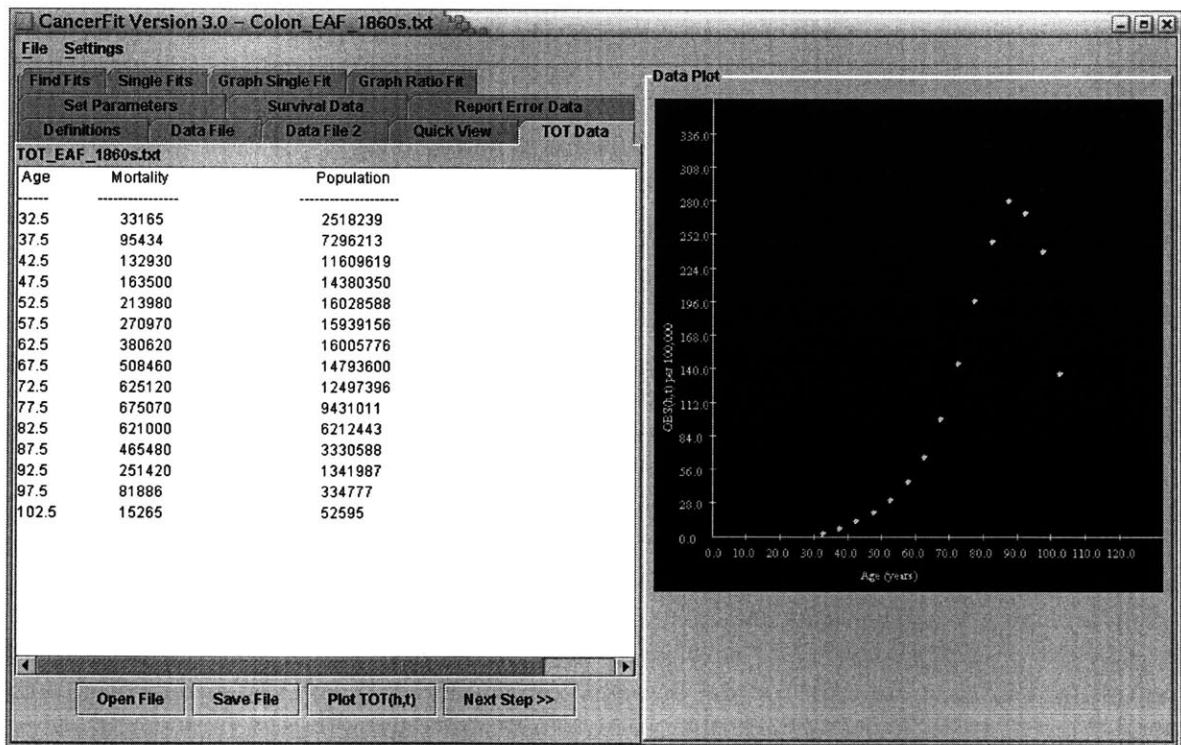 CancerFit Version 3.0 – Colon_EAF_1860s.txt
File Settings
Find Fits Single Fits Graph Single Fit Graph Ratio Fit
Set Parameters Survival Data Report Error Data
Definitions Data File Data File 2 Quick View TOT Data
TOT_EAF_1860s.txt
Age Mortality Population
----- --------------- ------------------
32.5 33165 2518239
37.5 95434 7296213
42.5 132930 11609619
47.5 163500 14380350
52.5 213980 16028588
57.5 270970 15939156
62.5 380620 16005776
67.5 508460 14793600
72.5 625120 12497396
77.5 675070 9431011
82.5 621000 6212443
87.5 465480 3330588
92.5 251420 1341987
97.5 81886 334777
102.5 15265 52595
Open File Save File Plot TOT(h,t) Next Step >>
Data Plot
336.0
308.0
280.0
252.0
224.0
196.0
168.0
140.0
112.0
84.0
56.0
28.0
0.0
OBS(h,t) per 100,000
0.0 10.0 20.0 30.0 40.0 50.0 60.0 70.0 80.0 90.0 100.0 110.0 120.0
Age (years)